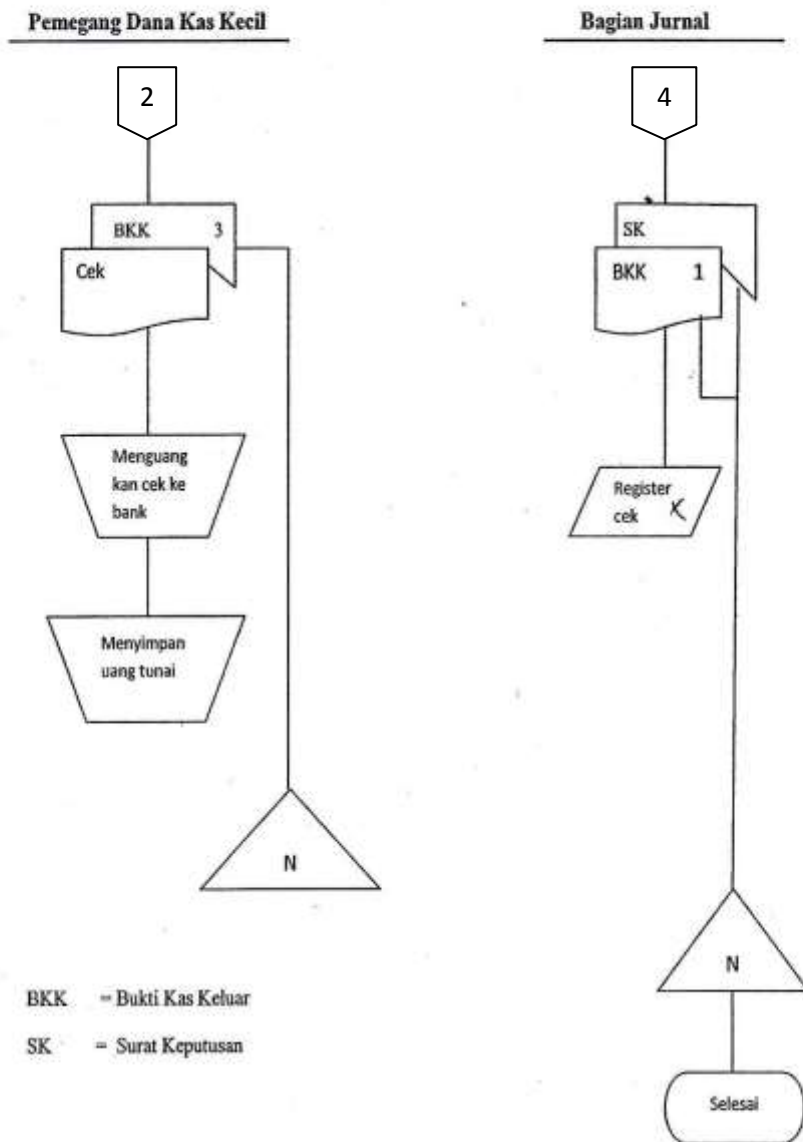 Pemegang Dana Kas Kecil
2
BKK 3
Cek
Menguang
kan cek ke
bank
Menyimpan
uang tunai
N
BKK = Bukti Kas Keluar
SK = Surat Keputusan
Bagian Jurnal
4
SK
BKK 1
Register
cek
N
Selesai